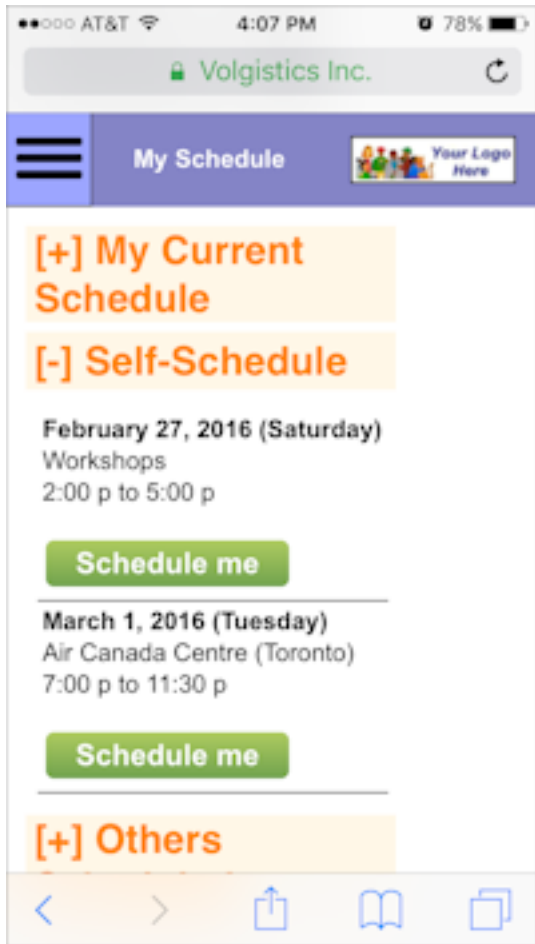 AT&T 4:07 PM 78%
Volgistics Inc.
My Schedule Your Logo
Here
[+] My Current
Schedule
[-] Self-Schedule
February 27, 2016 (Saturday)
Workshops
2:00 p to 5:00 p
Schedule me
March 1, 2016 (Tuesday)
Air Canada Centre (Toronto)
7:00 p to 11:30 p
Schedule me
[+] Others